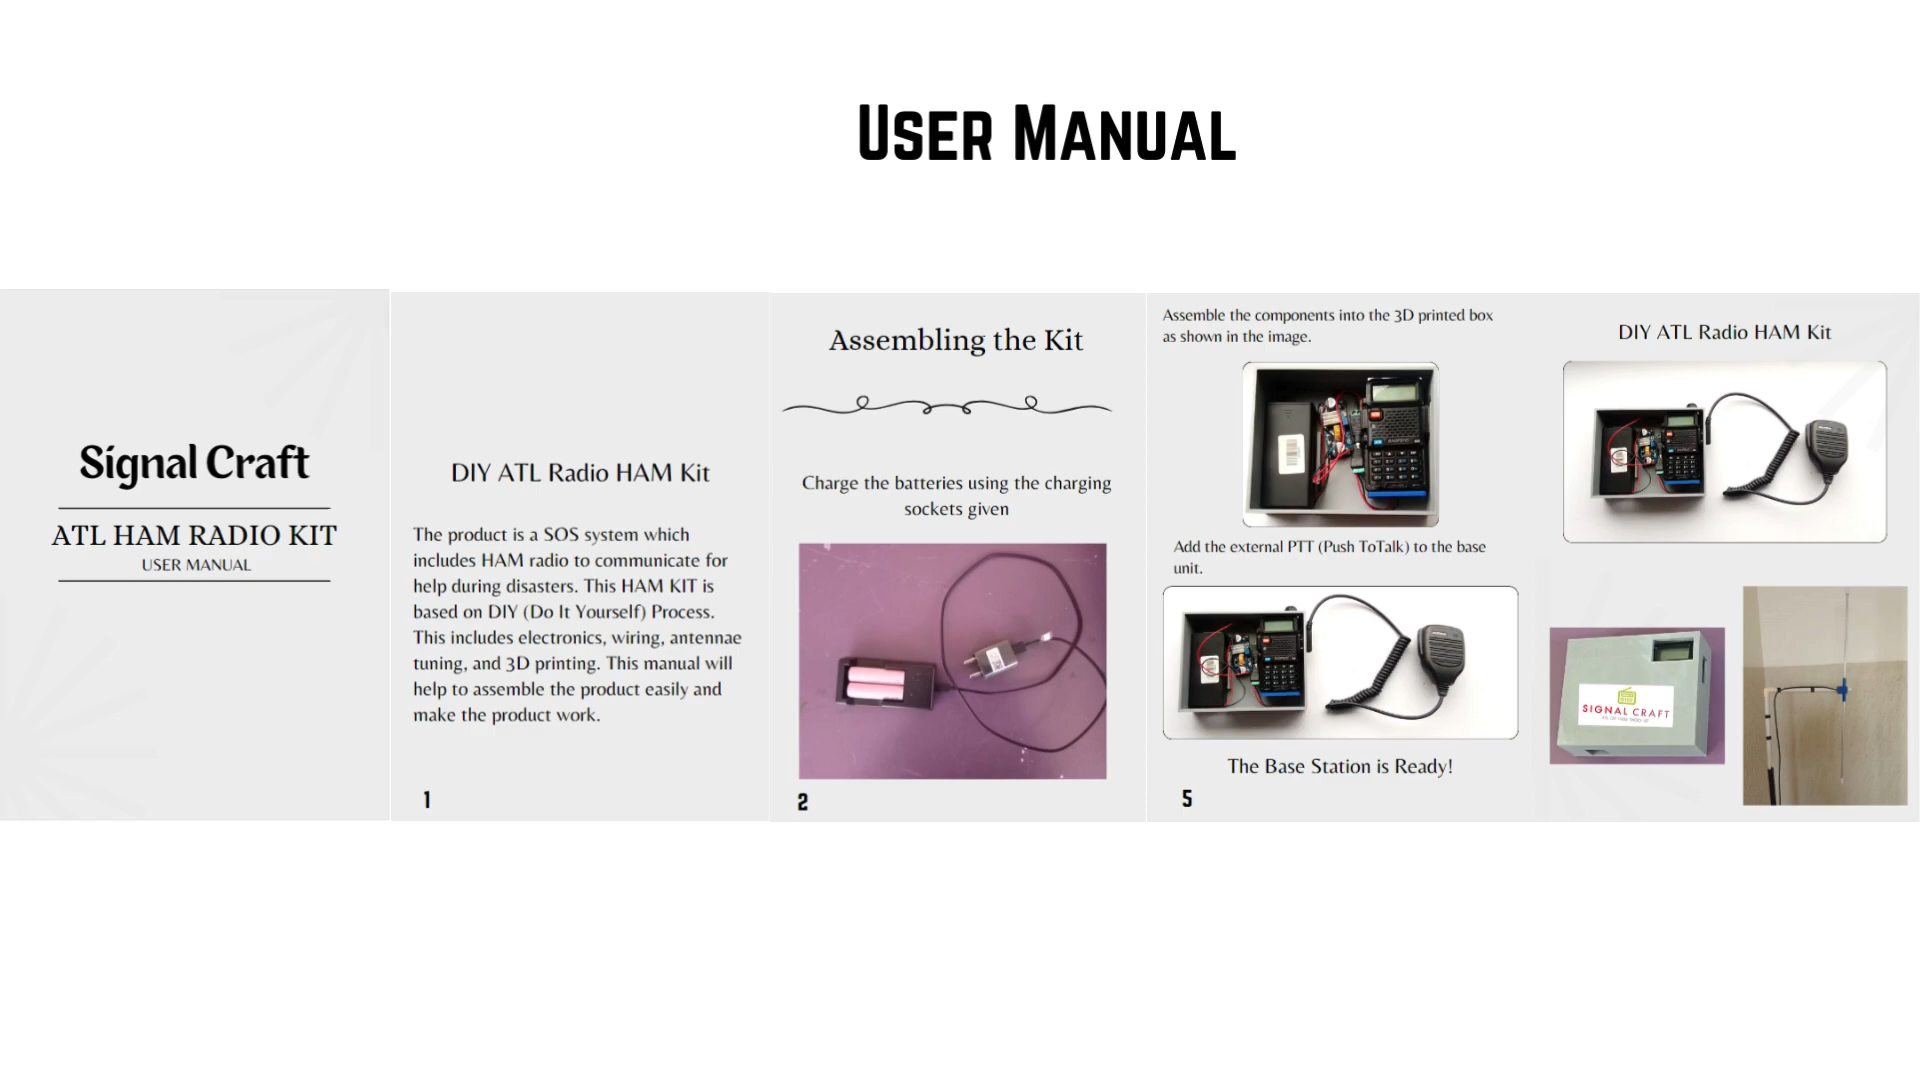 USER MANUAL
Signal Craft
ATL HAM RADIO KIT
USER MANUAL
DIY ATL Radio HAM Kit
The product is a SOS system which
includes HAM radio to communicate for
help during disasters. This HAM KIT is
based on DIY (Do It Yourself) Process.
This includes electronics, wiring, antennae
tuning, and 3D printing. This manual will
help to assemble the product easily and
make the product work.
1
Assembling the Kit
Charge the batteries using the charging
sockets given
2
Assemble the components into the 3D printed box
as shown in the image.
Add the external PTT (Push ToTalk) to the base
unit.
The Base Station is Ready!
5
DIY ATL Radio HAM Kit
SIGNAL CRAFT